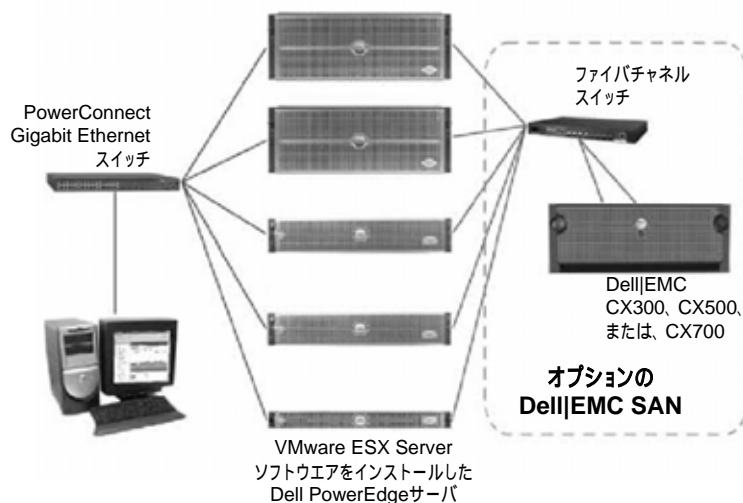 PowerConnect
Gigabit Ethernet
スイッチ
ファイバチャネル
スイッチ
Dell|EMC
CX300、CX500、
または、CX700
オプションの
Dell|EMC SAN
VMware ESX Server
ソフトウエアをインストールした
Dell PowerEdgeサーバ